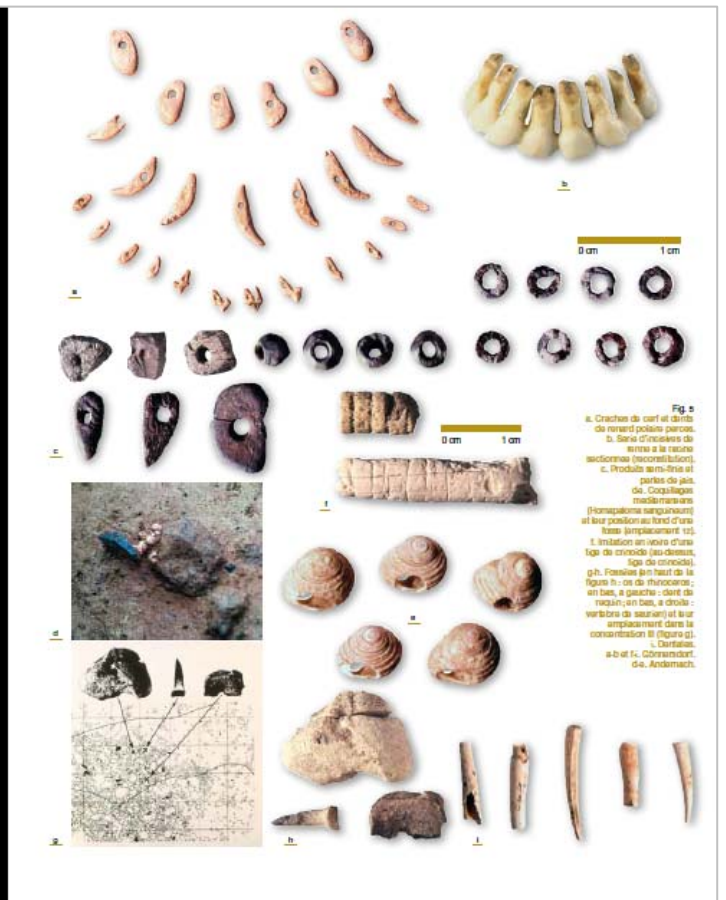 b
0 cm 1 cm
a
Fig. 5
a. Craches de cerf et dents
de renard polaire percés.
b. Série d'incisives de
renne à la racine
sectionnée (reconstitution).
c. Produits semi-finis et
perles de jais.
d-e. Coquillages
méditerranéens
(Homapaloma sanguineum)
et leur position au fond d'une
fosse (emplacement 12).
f. Imitation en ivoire d'une
tige de crinoïde (au-dessus,
tige de crinoïde).
g-h. Fossiles (en haut de la
figure h : os de rhinocéros ;
en bas, à gauche : dent de
requin ; en bas, à droite :
vertèbre de saurien) et leur
emplacement dans la
concentration III (figure g).
i. Dentales.
a-b et f-i. Gönnersdorf.
d-e. Andernach.
0 cm 1 cm
c
f
e
d
g
h
i